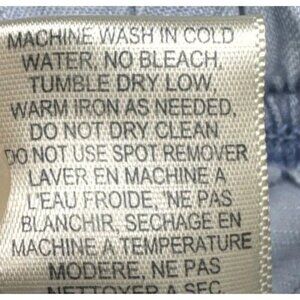 MACHINE WASH IN COLD
WATER, NO BLEACH,
TUMBLE DRY LOW,
WARM IRON AS NEEDED,
DO NOT DRY CLEAN
DO NOT USE SPOT REMOVER
LAVER EN MACHINE A
L'EAU FROIDE, NE PAS
BLANCHIR, SECHAGE EN
MACHINE A TEMPERATURE
MODERE, NE PAS
NETTOYER A SEC